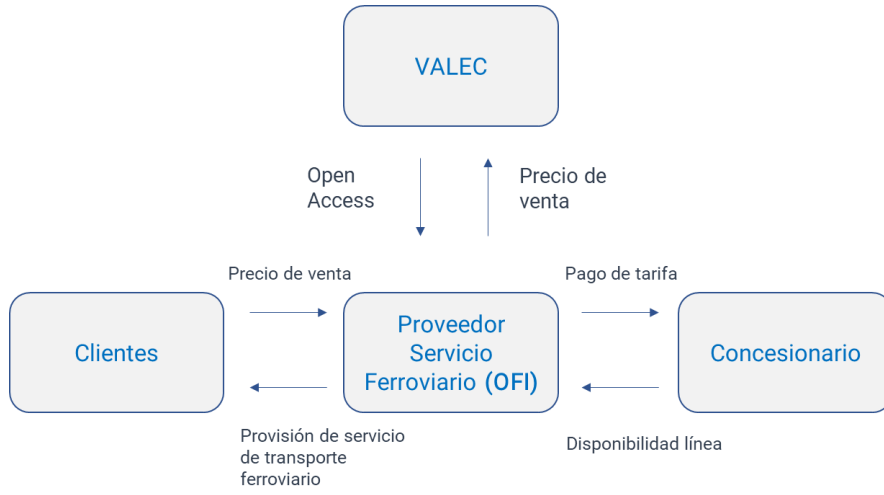 VALEC
Open
Access
Precio de
venta
Precio de venta
Pago de tarifa
Clientes
Proveedor
Servicio
Ferroviario (OFI)
Concesionario
Provisión de servicio
de transporte
ferroviario
Disponibilidad línea